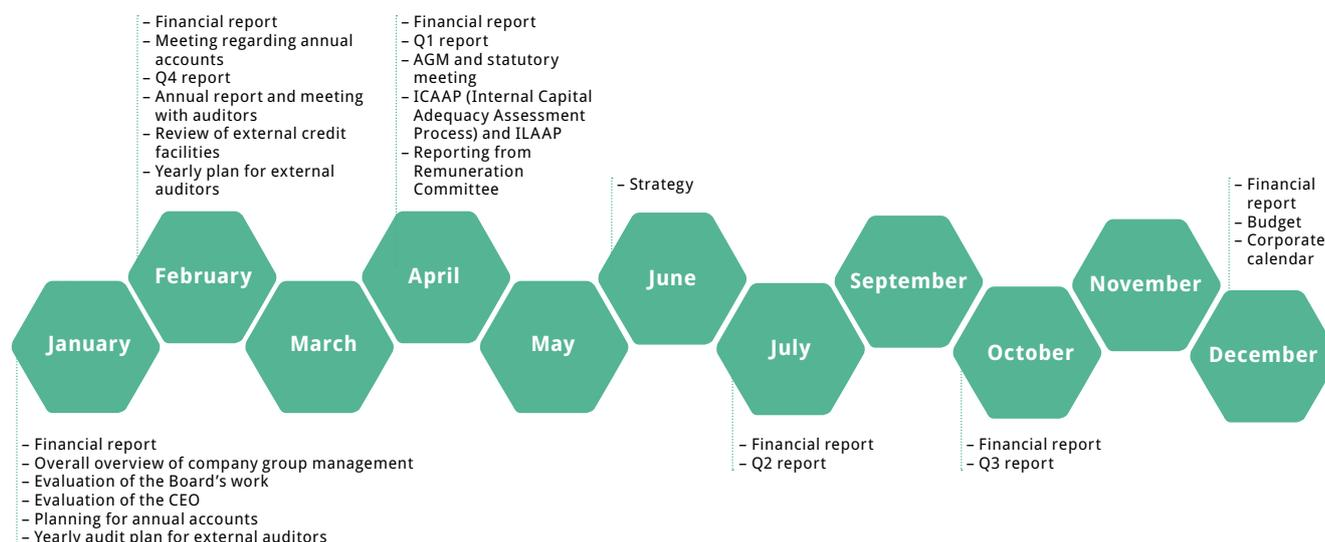 – Financial report
– Meeting regarding annual
accounts
– Q4 report
– Annual report and meeting
with auditors
– Review of external credit
facilities
– Yearly plan for external
auditors
– Financial report
– Q1 report
– AGM and statutory
meeting
– ICAAP (Internal Capital
Adequacy Assessment
Process) and ILAAP
– Reporting from
Remuneration
Committee
– Strategy
– Financial
report
– Budget
– Corporate
calendar
January
February
March
April
May
June
July
September
October
November
December
– Financial report
– Overall overview of company group management
– Evaluation of the Board’s work
– Evaluation of the CEO
– Planning for annual accounts
– Yearly audit plan for external auditors
– Financial report
– Q2 report
– Financial report
– Q3 report